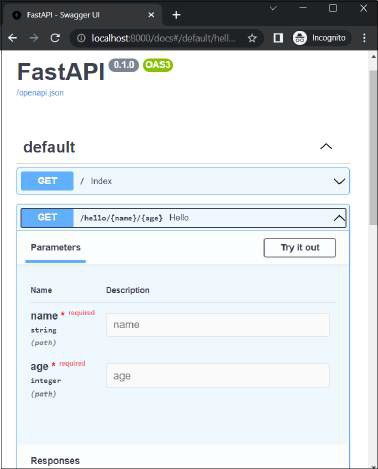 FastAPI - Swagger UI
localhost:8000/docs#/default/hell...
Incognito
FastAPI 0.1.0 OAS3
/openapi.json
default
GET / Index
GET /hello/{name}/{age} Hello
Parameters
Try it out
Name Description
name * required
string
(path)
name
age * required
integer
(path)
age
Responses